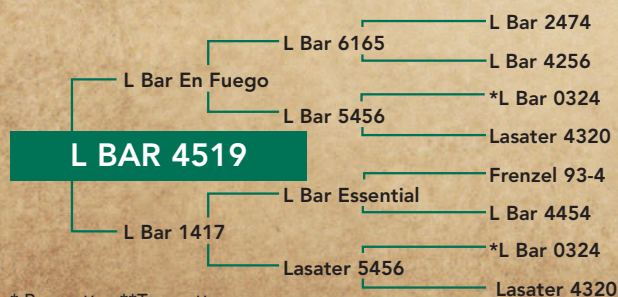 L Bar 2474
L Bar 6165
L Bar 4256
L Bar En Fuego
*L Bar 0324
L Bar 5456
Lasater 4320
L BAR 4519
Frenzel 93-4
L Bar Essential
L Bar 4454
L Bar 1417
*L Bar 0324
Lasater 5456
Lasater 4320